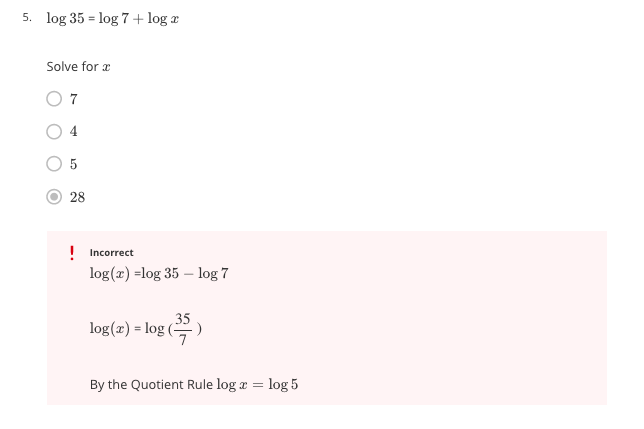 5. log 35 = log 7 + log x
Solve for x
7
4
5
28
! Incorrect
log(x) =log 35 − log 7
log(x) = log (35/7)
By the Quotient Rule log x = log 5